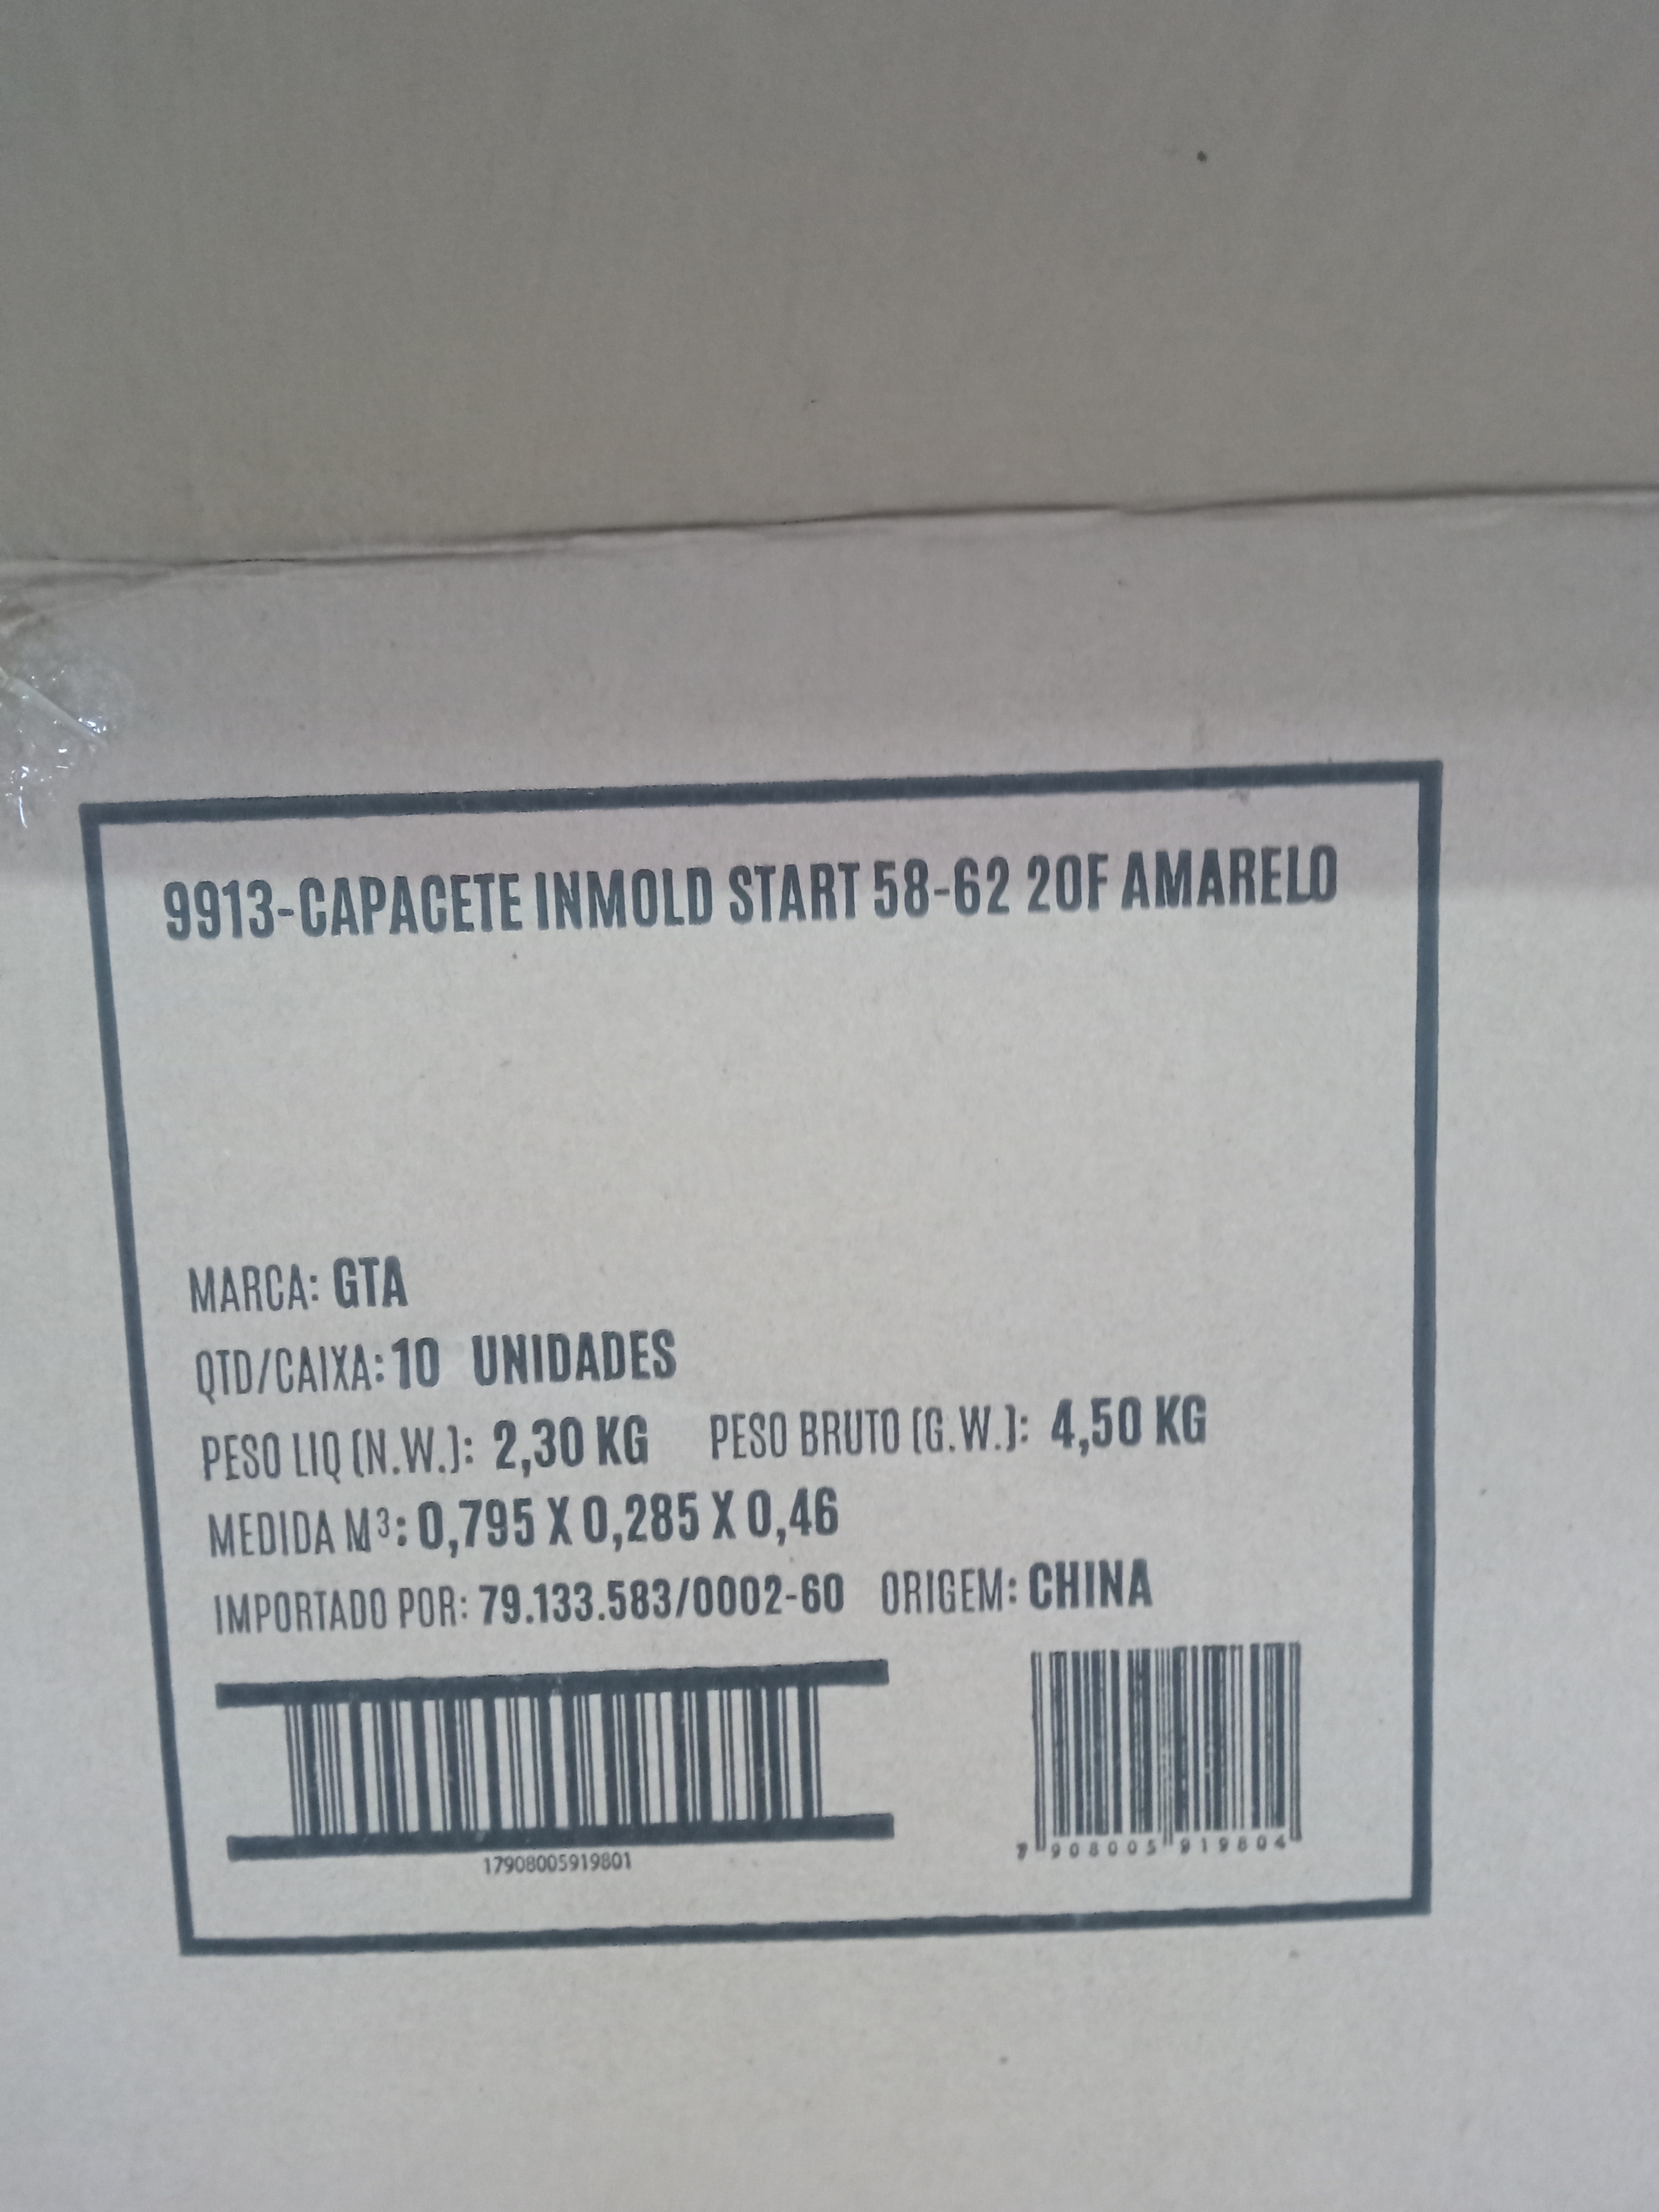 9913-CAPACETE INMOLD START 58-62 20F AMARELO
MARCA: GTA
QTD/CAIXA: 10 UNIDADES
PESO LIQ (N.W.): 2,30 KG PESO BRUTO (G.W.): 4,50 KG
MEDIDA M³: 0,795 X 0,285 X 0,46
IMPORTADO POR: 79.133.583/0002-60 ORIGEM: CHINA
17908005919801
7 908005 919804